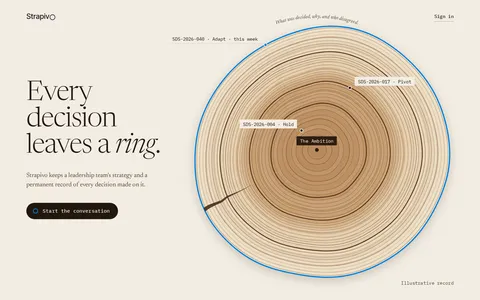 Strapivo
Sign in
What was decided, why, and who disagreed.
SDS-2026-048 · Adapt · this week
SDS-2026-017 · Pivot
SDS-2026-004 · Hold
The Ambition
Every
decision
leaves a ring.
Strapivo keeps a leadership team's strategy and a
permanent record of every decision made on it.
Start the conversation
Illustrative record